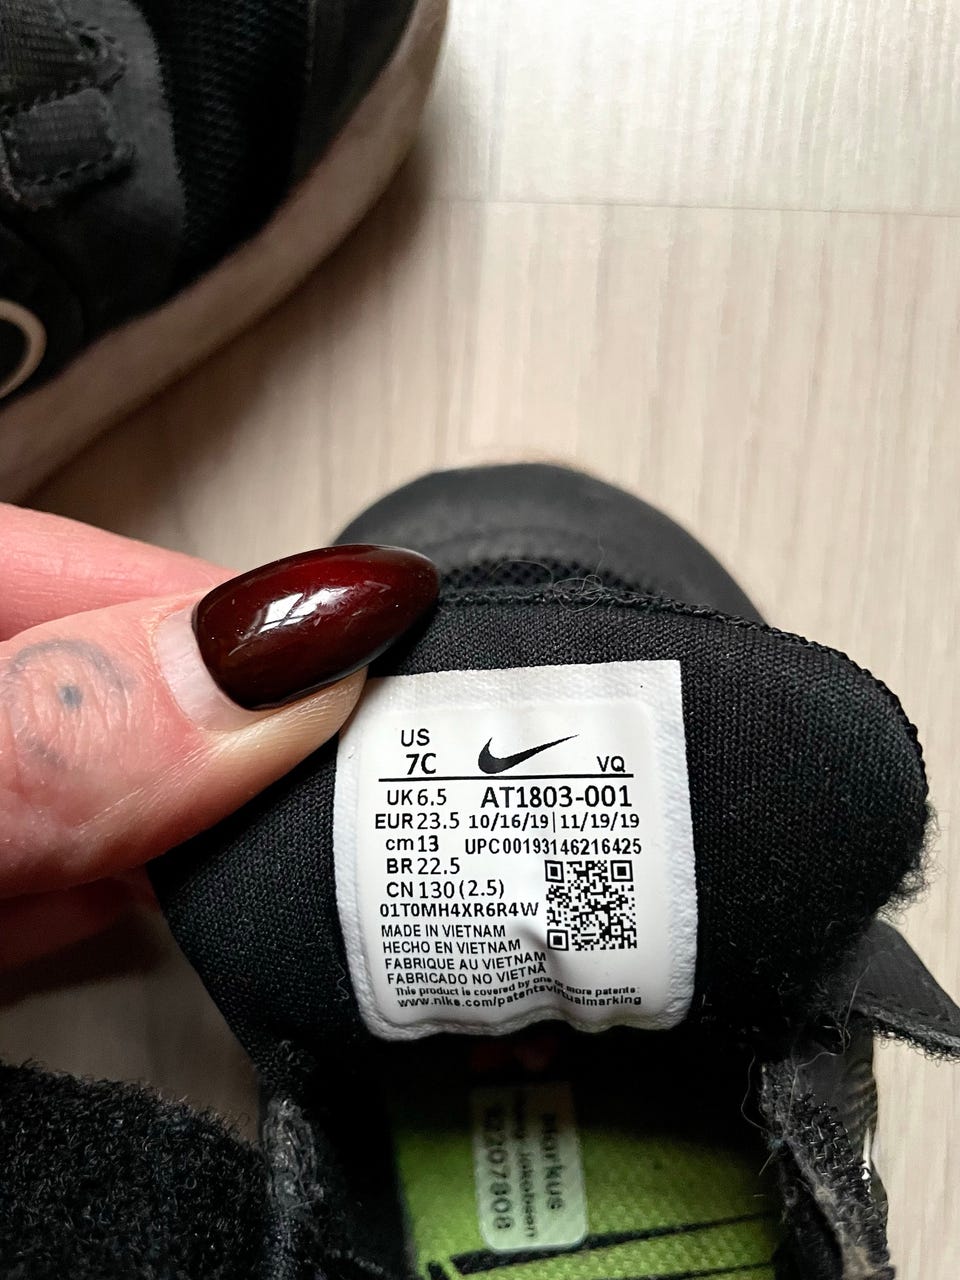 US
7C
VQ
UK 6.5 AT1803-001
EUR 23.5 10/16/19|11/19/19
cm 13 UPC 00193146216425
BR 22.5
CN 130 (2.5)
01T0MH4XR6R4W
MADE IN VIETNAM
HECHO EN VIETNAM
FABRIQUE AU VIETNAM
FABRICADO NO VIETNÃ
This product is covered by one or more patents:
www.nike.com/patentsvirtualmarking
Markus
Jakobsen